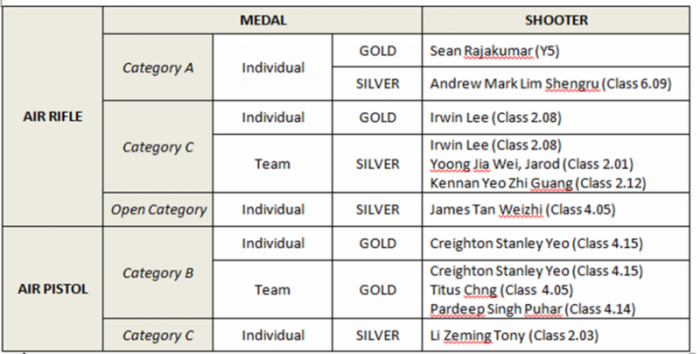 MEDAL SHOOTER
AIR RIFLE
Category A
Individual
GOLD Sean Rajakumar (Y5)
SILVER Andrew Mark Lim Shengru (Class 6.09)
Category C
Individual GOLD Irwin Lee (Class 2.08)
Team SILVER
Irwin Lee (Class 2.08)
Yoong Jia Wei, Jarod (Class 2.01)
Kennan Yeo Zhi Guang (Class 2.12)
Open Category Individual SILVER James Tan Weizhi (Class 4.05)
AIR PISTOL
Category B
Individual GOLD Creighton Stanley Yeo (Class 4.15)
Team GOLD
Creighton Stanley Yeo (Class 4.15)
Titus Chng (Class 4.05)
Pardeep Singh Puhar (Class 4.14)
Category C Individual SILVER Li Zeming Tony (Class 2.03)